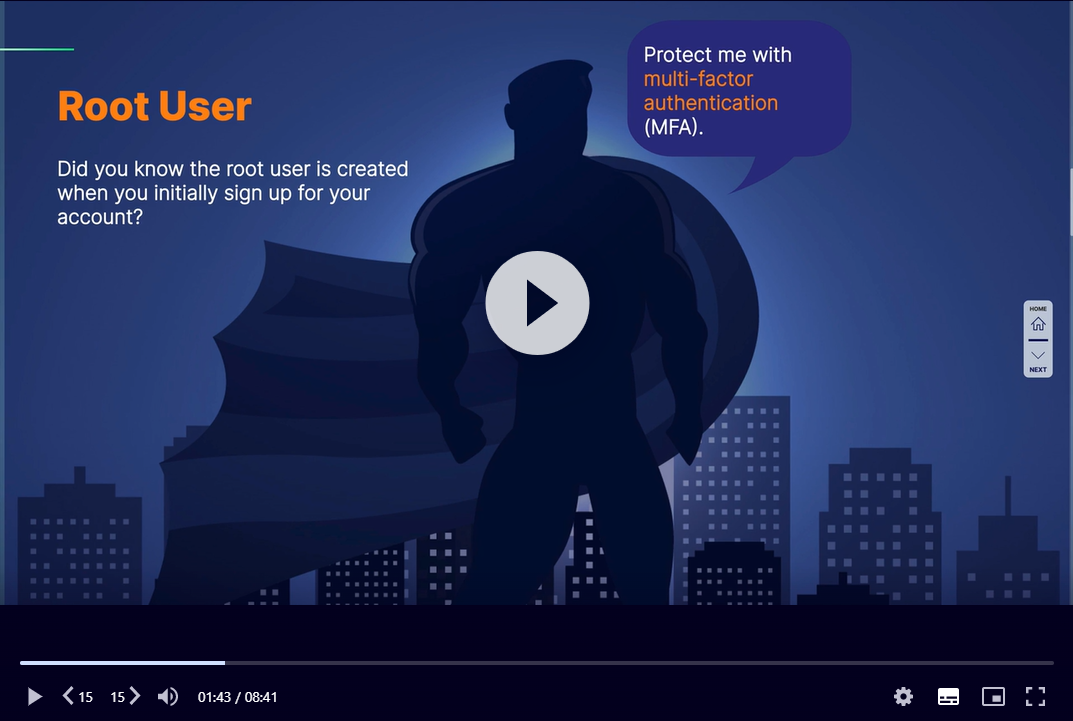 Root User
Did you know the root user is created
when you initially sign up for your
account?
Protect me with
multi-factor
authentication
(MFA).
HOME
NEXT
15
15
01:43 / 08:41